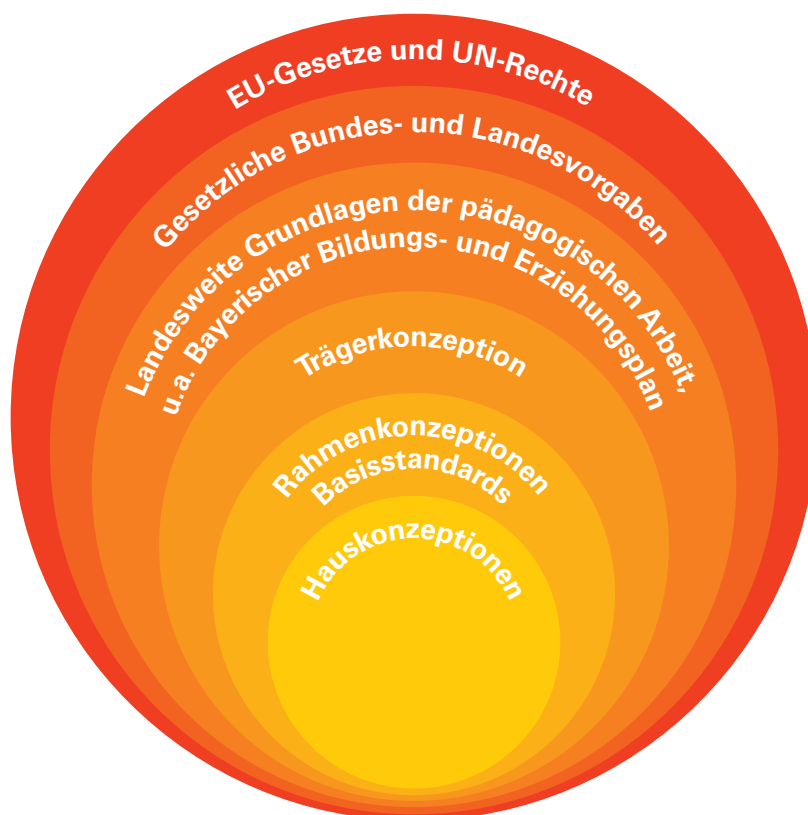 EU-Gesetze und UN-Rechte
Gesetzliche Bundes- und Landesvorgaben
Landesweite Grundlagen der pädagogischen Arbeit,
u.a. Bayerischer Bildungs- und Erziehungsplan
Trägerkonzeption
Rahmenkonzeptionen
Basisstandards
Hauskonzeptionen